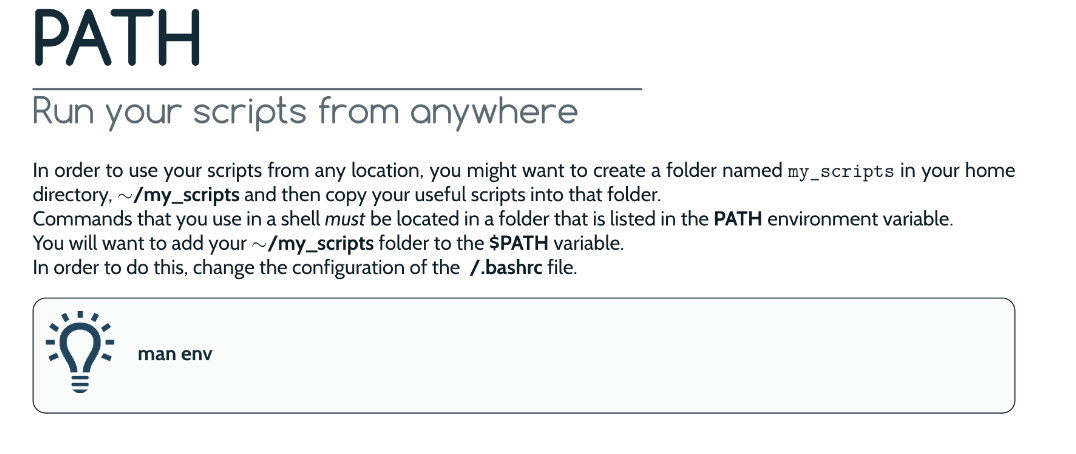 PATH
Run your scripts from anywhere
In order to use your scripts from any location, you might want to create a folder named my_scripts in your home
directory, ~/my_scripts and then copy your useful scripts into that folder.
Commands that you use in a shell must be located in a folder that is listed in the PATH environment variable.
You will want to add your ~/my_scripts folder to the $PATH variable.
In order to do this, change the configuration of the /.bashrc file.
man env